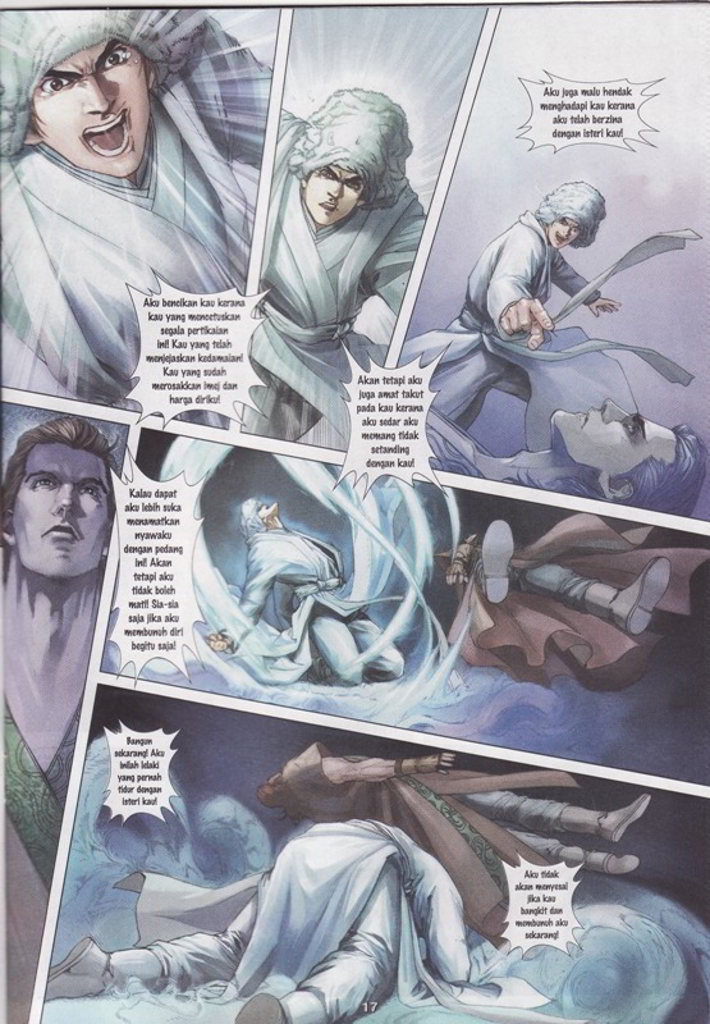 Aku bencikan kau kerana
kau yang mencetuskan
segala pertikaian
ini! Kau yang telah
menjejaskan kedamaian!
Kau yang sudah
merosakkan imej dan
harga diriku!
Akan tetapi aku
juga amat takut
pada kau kerana
aku sedar aku
memang tidak
setanding
dengan kau!
Aku juga malu hendak
menghadapi kau kerana
aku telah berzina
dengan isteri kau!
Kalau dapat
aku lebih suka
menamatkan
nyawaku
dengan pedang
ini! Akan
tetapi aku
tidak boleh
mati! Sia-sia
saja jika aku
membunuh diri
begitu saja!
Bangun
sekarang! Aku
inilah lelaki
yang pernah
tidur dengan
isteri kau!
Aku tidak
akan menyesal
jika kau
bangkit dan
membunuh aku
sekarang!
17